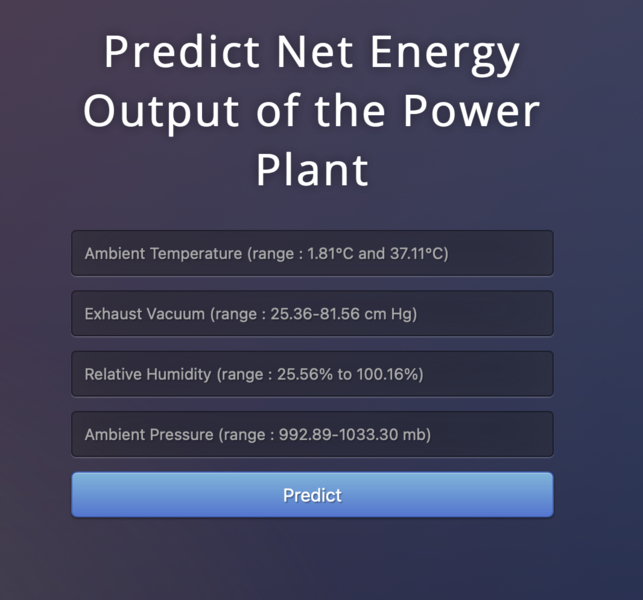 Predict Net Energy
Output of the Power
Plant
Ambient Temperature (range : 1.81°C and 37.11°C)
Exhaust Vacuum (range : 25.36-81.56 cm Hg)
Relative Humidity (range : 25.56% to 100.16%)
Ambient Pressure (range : 992.89-1033.30 mb)
Predict